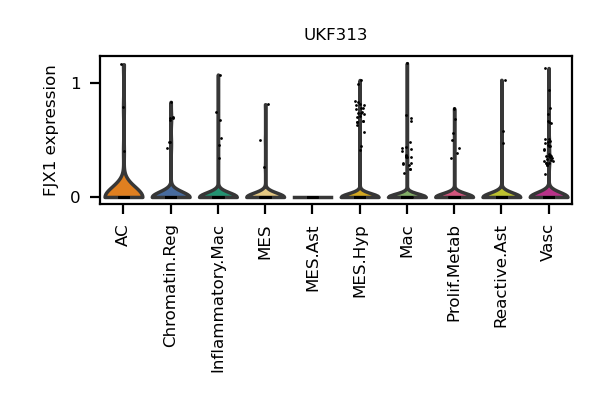 UKF313
FJX1 expression
1
0
AC
Chromatin.Reg
Inflammatory.Mac
MES
MES.Ast
MES.Hyp
Mac
Prolif.Metab
Reactive.Ast
Vasc